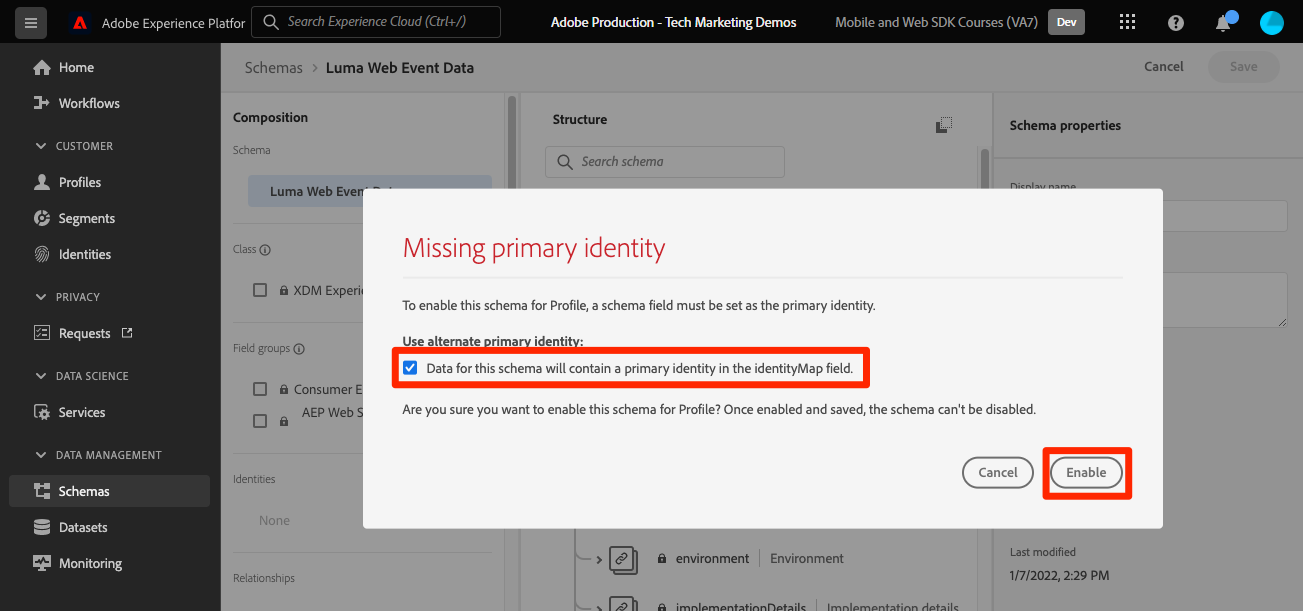 Adobe Experience Platfor
Search Experience Cloud (Ctrl+/)
Adobe Production - Tech Marketing Demos
Mobile and Web SDK Courses (VA7)
Dev
Home
Workflows
CUSTOMER
Profiles
Segments
Identities
PRIVACY
Requests
DATA SCIENCE
Services
DATA MANAGEMENT
Schemas
Datasets
Monitoring
Schemas > Luma Web Event Data
Cancel
Save
Composition
Schema
Luma Web Event Data
Class
XDM Experie
Field groups
Consumer E
AEP Web S
Identities
None
Relationships
Structure
Search schema
environment
Environment
implementationDetails
Implementation details
Schema properties
Display name
Last modified
1/7/2022, 2:29 PM
Missing primary identity
To enable this schema for Profile, a schema field must be set as the primary identity.
Use alternate primary identity:
Data for this schema will contain a primary identity in the identityMap field.
Are you sure you want to enable this schema for Profile? Once enabled and saved, the schema can't be disabled.
Cancel
Enable